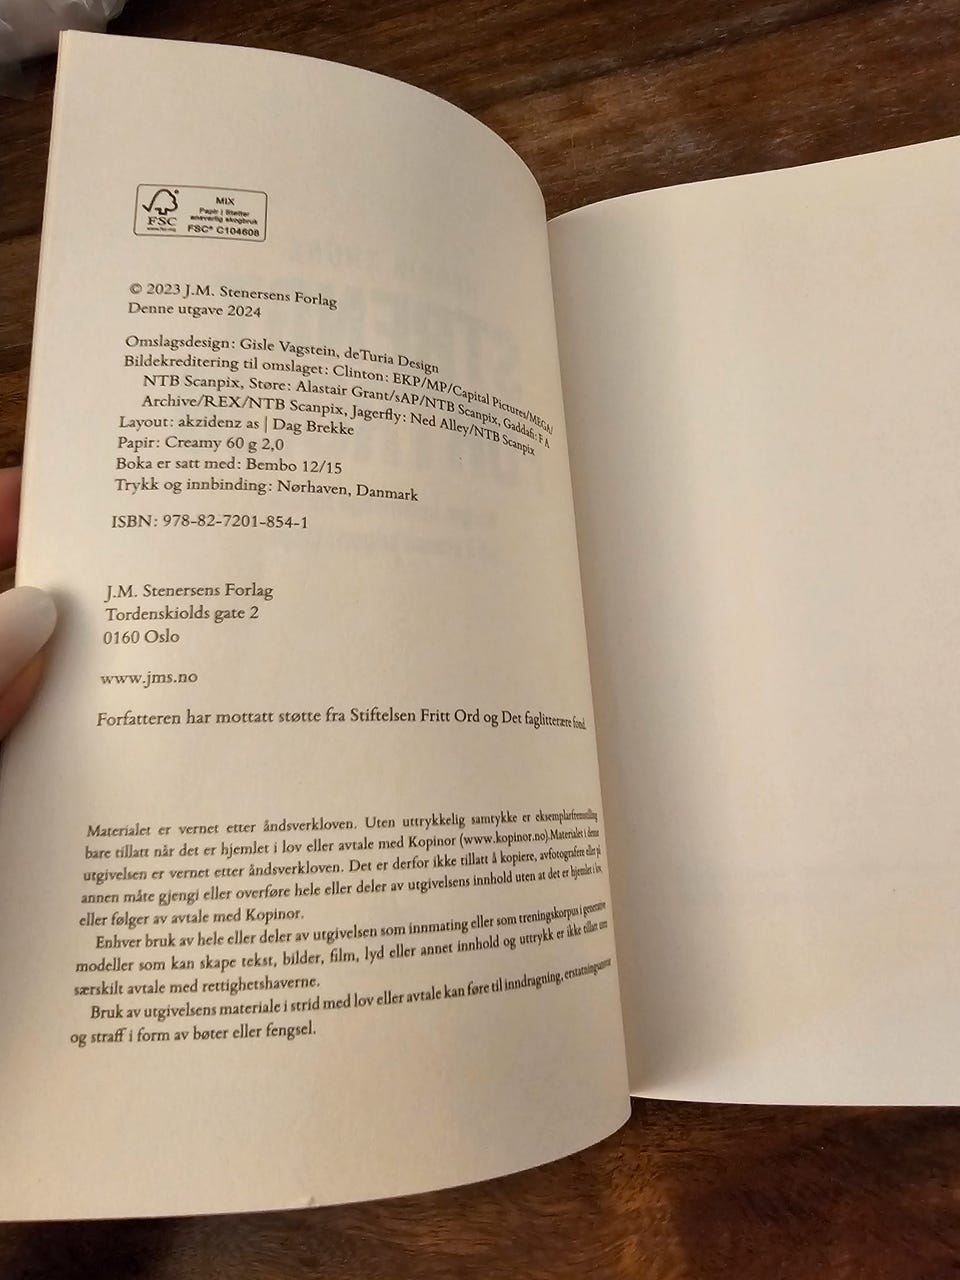 MIX
Papir | Støtter
ansvarlig skogbruk
FSC
www.fsc.org
FSC® C104608
© 2023 J.M. Stenersens Forlag
Denne utgave 2024
Omslagsdesign: Gisle Vagstein, deTuria Design
Bildekreditering til omslaget: Clinton: EKP/MP/Capital Pictures/MEGA/
NTB Scanpix, Støre: Alastair Grant/sAP/NTB Scanpix, Gaddafi: F A
Archive/REX/NTB Scanpix, Jagerfly: Ned Alley/NTB Scanpix
Layout: akzidenz as | Dag Brekke
Papir: Creamy 60 g 2,0
Boka er satt med: Bembo 12/15
Trykk og innbinding: Nørhaven, Danmark
ISBN: 978-82-7201-854-1
J.M. Stenersens Forlag
Tordenskiolds gate 2
0160 Oslo
www.jms.no
Forfatteren har mottatt støtte fra Stiftelsen Fritt Ord og Det faglitterære fond.
Materialet er vernet etter åndsverkloven. Uten uttrykkelig samtykke er eksemplarfremstilling
bare tillatt når det er hjemlet i lov eller avtale med Kopinor (www.kopinor.no).Materialet i denne
utgivelsen er vernet etter åndsverkloven. Det er derfor ikke tillatt å kopiere, avfotografere eller på
annen måte gjengi eller overføre hele eller deler av utgivelsens innhold uten at det er hjemlet i lov,
eller følger av avtale med Kopinor.
Enhver bruk av hele eller deler av utgivelsen som innmating eller som treningskorpus i generative
modeller som kan skape tekst, bilder, film, lyd eller annet innhold og uttrykk er ikke tillatt uten
særskilt avtale med rettighetshaverne.
Bruk av utgivelsens materiale i strid med lov eller avtale kan føre til inndragning, erstatningsansvar
og straff i form av bøter eller fengsel.